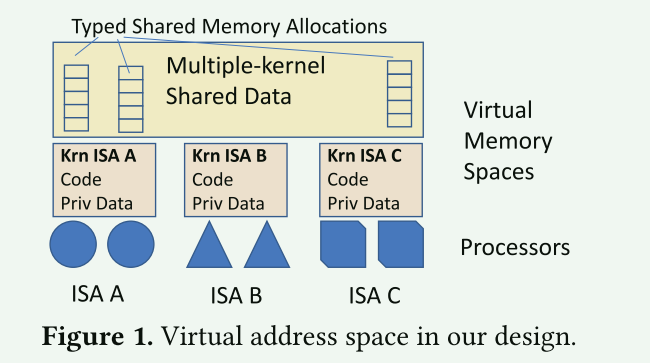 Typed Shared Memory Allocations
Multiple-kernel
Shared Data
Virtual
Memory
Spaces
Krn ISA A
Code
Priv Data
Krn ISA B
Code
Priv Data
Krn ISA C
Code
Priv Data
Processors
ISA A
ISA B
ISA C
Figure 1. Virtual address space in our design.